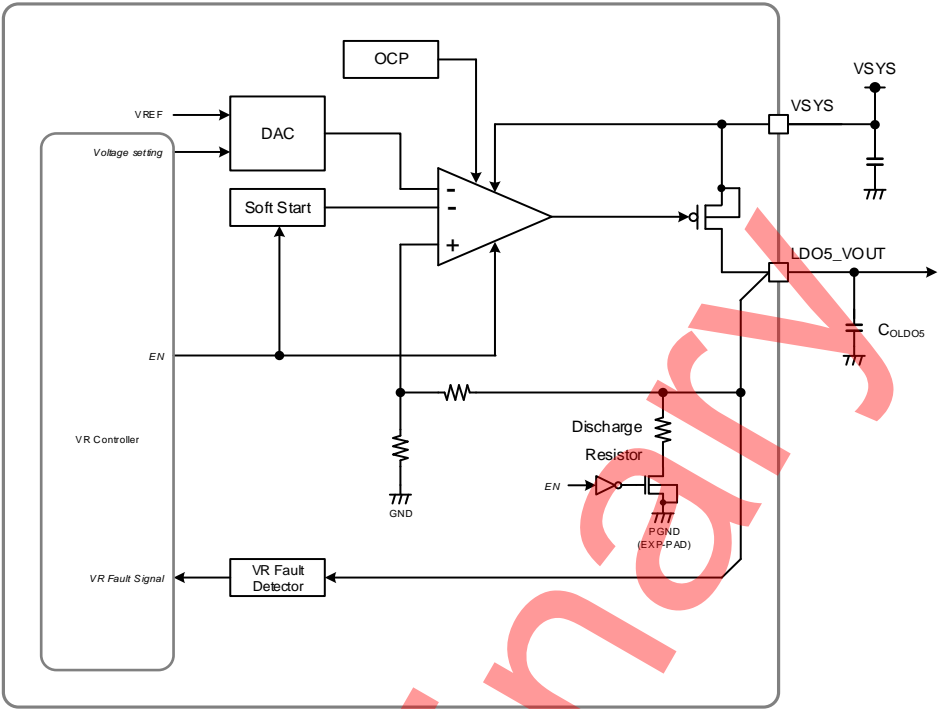 OCP
VSYS
VREF
VSYS
DAC
Voltage setting
-
Soft Start
-
+
LDO5_VOUT
COLDO5
EN
Discharge
Resistor
VR Controller
EN
GND
PGND
(EXP-PAD)
VR Fault Signal
VR Fault
Detector
inary